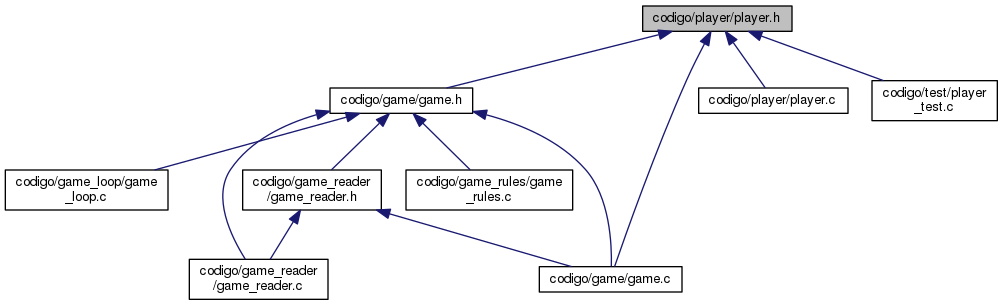 codigo/player/player.h
codigo/game/game.h
codigo/player/player.c
codigo/test/player
_test.c
codigo/game_loop/game
_loop.c
codigo/game_reader
/game_reader.h
codigo/game_rules/game
_rules.c
codigo/game_reader
/game_reader.c
codigo/game/game.c